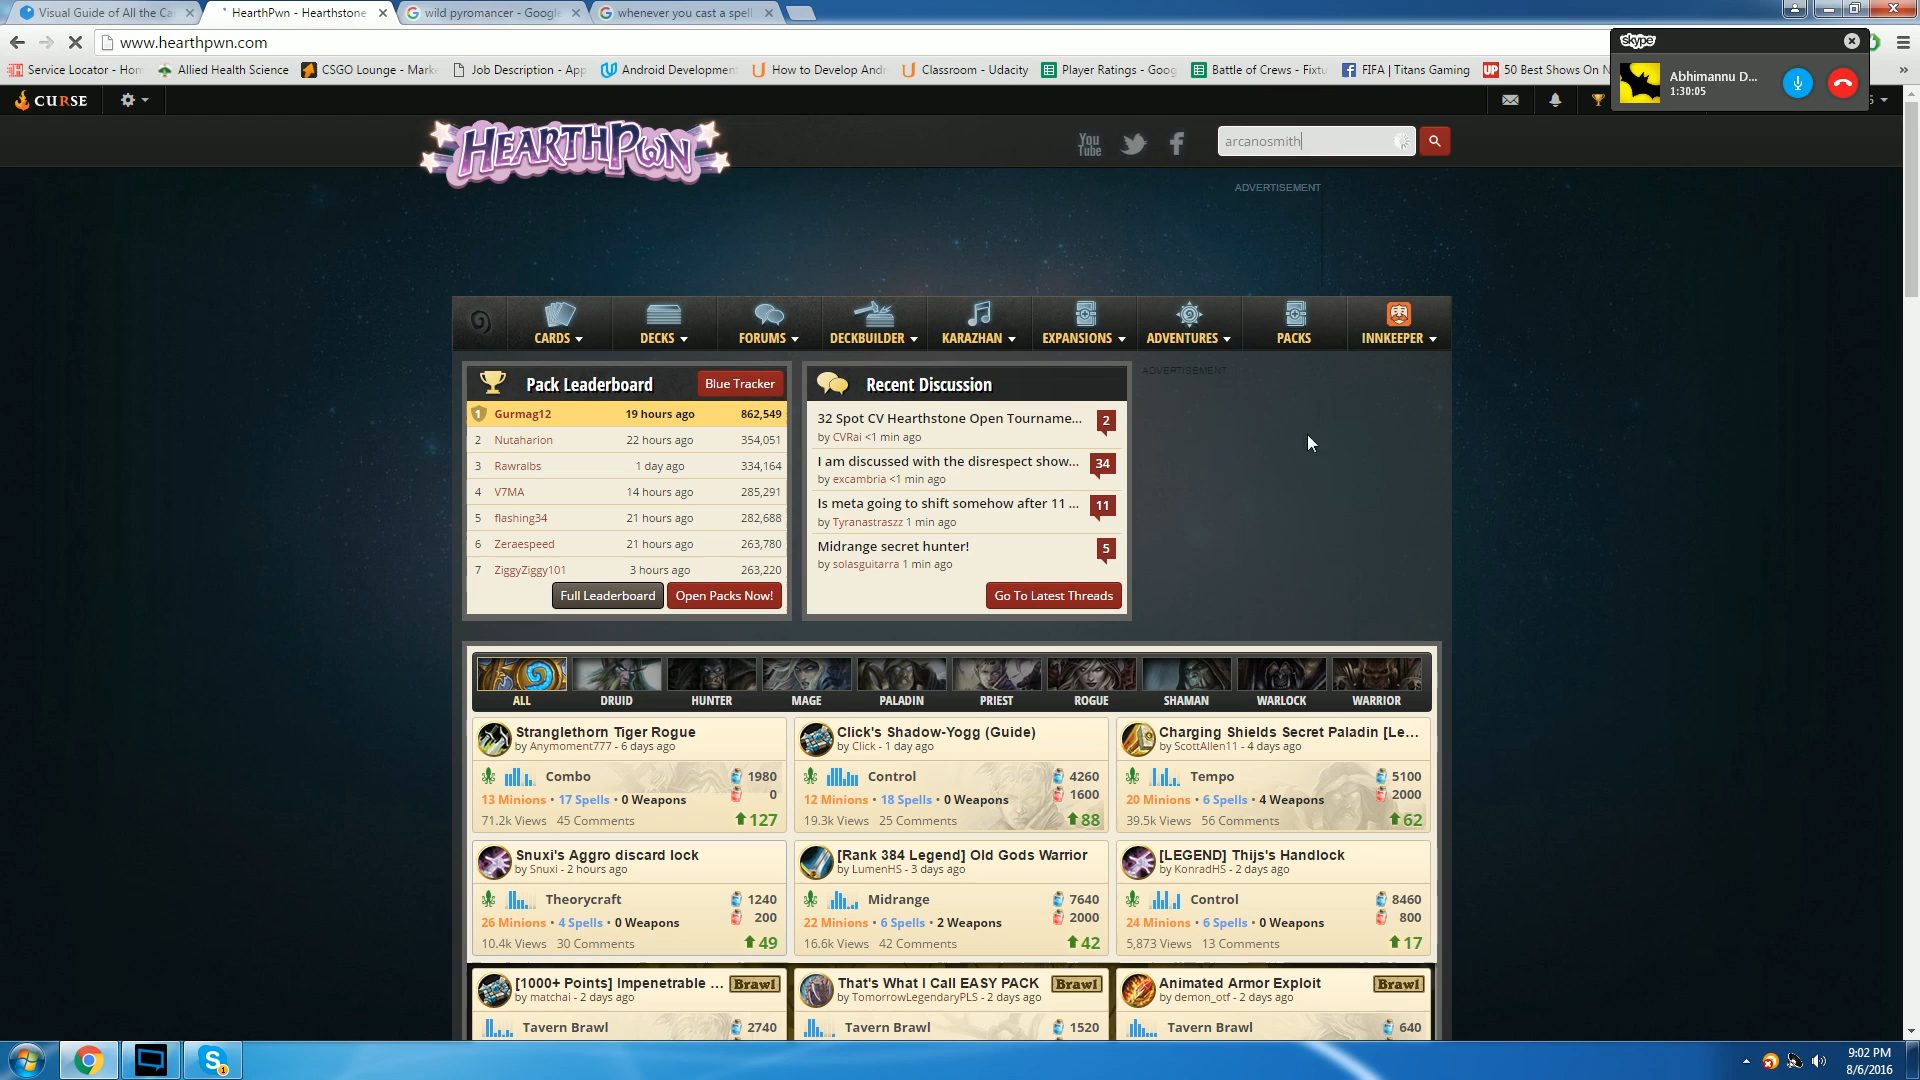 Visual Guide of All the Ca
HearthPwn - Hearthstone
wild pyromancer - Google
whenever you cast a spell
www.hearthpwn.com
Service Locator - Hom
Allied Health Science
CSGO Lounge - Marke
Job Description - App
Android Development
How to Develop Andr
Classroom - Udacity
Player Ratings - Goog
Battle of Crews - Fixtu
FIFA | Titans Gaming
UP 50 Best Shows On N
»
skype
Abhimannu D...
1:30:05
CURSE
HEARTHPWN
You Tube
arcanosmith
ADVERTISEMENT
CARDS
DECKS
FORUMS
DECKBUILDER
KARAZHAN
EXPANSIONS
ADVENTURES
PACKS
INNKEEPER
Pack Leaderboard
Blue Tracker
1 Gurmag12 19 hours ago 862,549
2 Nutaharion 22 hours ago 354,051
3 Rawralbs 1 day ago 334,164
4 V7MA 14 hours ago 285,291
5 flashing34 21 hours ago 282,688
6 Zeraespeed 21 hours ago 263,780
7 ZiggyZiggy101 3 hours ago 263,220
Full Leaderboard
Open Packs Now!
Recent Discussion
32 Spot CV Hearthstone Open Tourname... 2
by CVRai <1 min ago
I am discussed with the disrespect show... 34
by excambria <1 min ago
Is meta going to shift somehow after 11 ... 11
by Tyranastraszz 1 min ago
Midrange secret hunter! 5
by solasguitarra 1 min ago
Go To Latest Threads
ADVERTISEMENT
ALL
DRUID
HUNTER
MAGE
PALADIN
PRIEST
ROGUE
SHAMAN
WARLOCK
WARRIOR
Stranglethorn Tiger Rogue
by Anymoment777 - 6 days ago
Combo 1980
0
13 Minions • 17 Spells • 0 Weapons
71.2k Views 45 Comments 127
Click's Shadow-Yogg (Guide)
by Click - 1 day ago
Control 4260
1600
12 Minions • 18 Spells • 0 Weapons
19.3k Views 25 Comments 88
Charging Shields Secret Paladin [Le...
by ScottAllen11 - 4 days ago
Tempo 5100
2000
20 Minions • 6 Spells • 4 Weapons
39.5k Views 56 Comments 62
Snuxi's Aggro discard lock
by Snuxi - 2 hours ago
Theorycraft 1240
200
26 Minions • 4 Spells • 0 Weapons
10.4k Views 30 Comments 49
[Rank 384 Legend] Old Gods Warrior
by LumenHS - 3 days ago
Midrange 7640
2000
22 Minions • 6 Spells • 2 Weapons
16.6k Views 42 Comments 42
[LEGEND] Thijs's Handlock
by KonradHS - 2 days ago
Control 8460
800
24 Minions • 6 Spells • 0 Weapons
5,873 Views 13 Comments 17
[1000+ Points] Impenetrable ... Brawl
by matchai - 2 days ago
Tavern Brawl 2740
That's What I Call EASY PACK Brawl
by TomorrowLegendaryPLS - 2 days ago
Tavern Brawl 1520
Animated Armor Exploit Brawl
by demon_otf - 2 days ago
Tavern Brawl 640
9:02 PM
8/6/2016